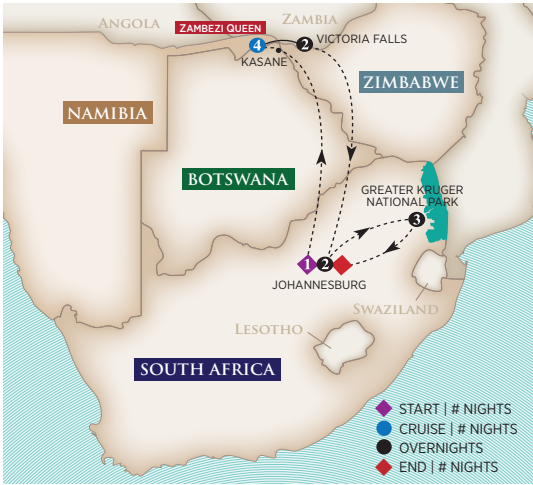 ANGOLA
ZAMBIA
ZAMBEZI QUEEN
4
2
VICTORIA FALLS
KASANE
ZIMBABWE
NAMIBIA
BOTSWANA
GREATER KRUGER
NATIONAL PARK
3
1
2
JOHANNESBURG
SWAZILAND
LESOTHO
SOUTH AFRICA
START | # NIGHTS
CRUISE | # NIGHTS
OVERNIGHTS
END | # NIGHTS